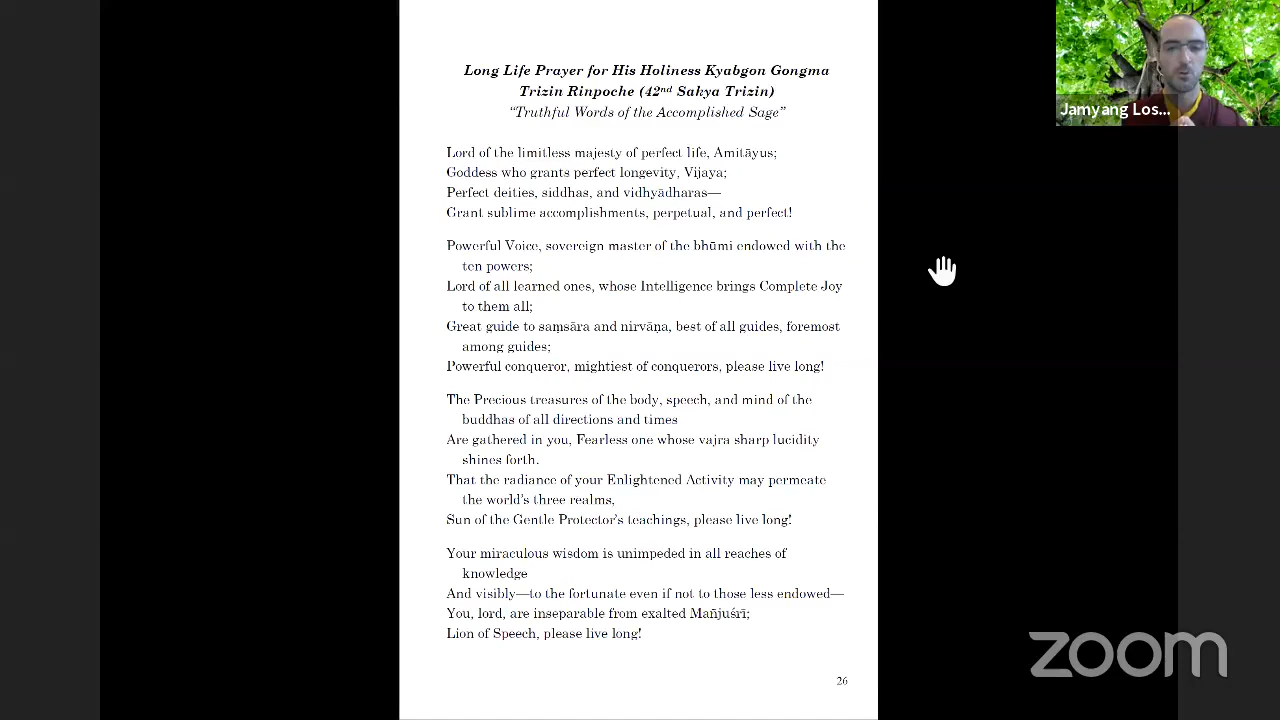 Long Life Prayer for His Holiness Kyabgon Gongma
Trizin Rinpoche (42nd Sakya Trizin)
“Truthful Words of the Accomplished Sage”
Lord of the limitless majesty of perfect life, Amitāyus;
Goddess who grants perfect longevity, Vijaya;
Perfect deities, siddhas, and vidhyādharas—
Grant sublime accomplishments, perpetual, and perfect!
Powerful Voice, sovereign master of the bhūmi endowed with the
ten powers;
Lord of all learned ones, whose Intelligence brings Complete Joy
to them all;
Great guide to saṃsāra and nirvāṇa, best of all guides, foremost
among guides;
Powerful conqueror, mightiest of conquerors, please live long!
The Precious treasures of the body, speech, and mind of the
buddhas of all directions and times
Are gathered in you, Fearless one whose vajra sharp lucidity
shines forth.
That the radiance of your Enlightened Activity may permeate
the world’s three realms,
Sun of the Gentle Protector’s teachings, please live long!
Your miraculous wisdom is unimpeded in all reaches of
knowledge
And visibly—to the fortunate even if not to those less endowed—
You, lord, are inseparable from exalted Mañjuśrī;
Lion of Speech, please live long!
26
Jamyang Los...
zoom